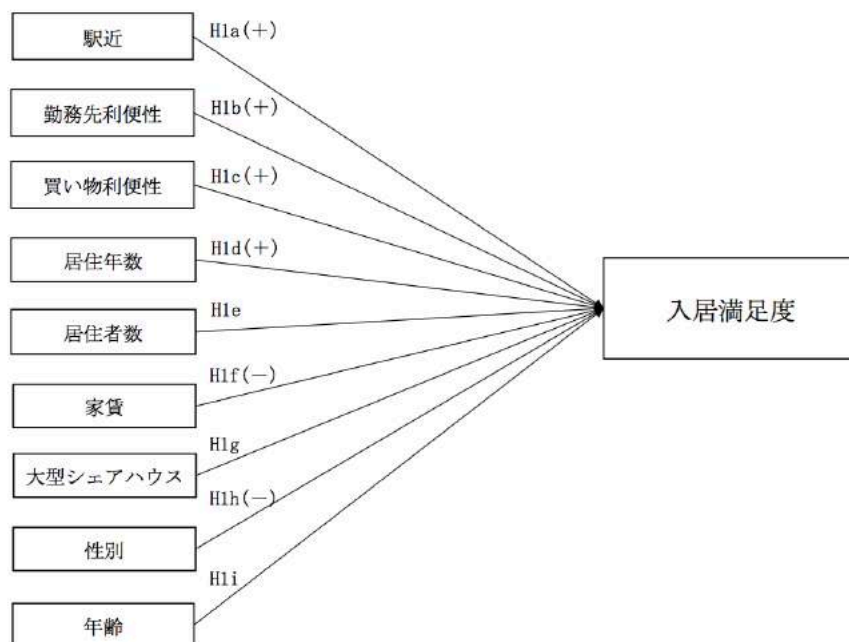 駅近
H1a(+)
勤務先利便性
H1b(+)
買い物利便性
H1c(+)
居住年数
H1d(+)
居住者数
H1e
家賃
H1f(-)
大型シェアハウス
H1g
性別
H1h(-)
年齢
H1i
入居満足度